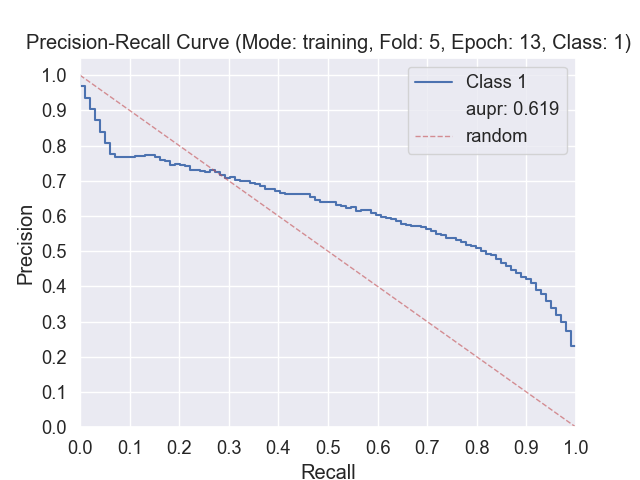 Precision-Recall Curve (Mode: training, Fold: 5, Epoch: 13, Class: 1)
Class 1
aupr: 0.619
random
Precision
1.0
0.9
0.8
0.7
0.6
0.5
0.4
0.3
0.2
0.1
0.0
0.0 0.1 0.2 0.3 0.4 0.5 0.6 0.7 0.8 0.9 1.0
Recall